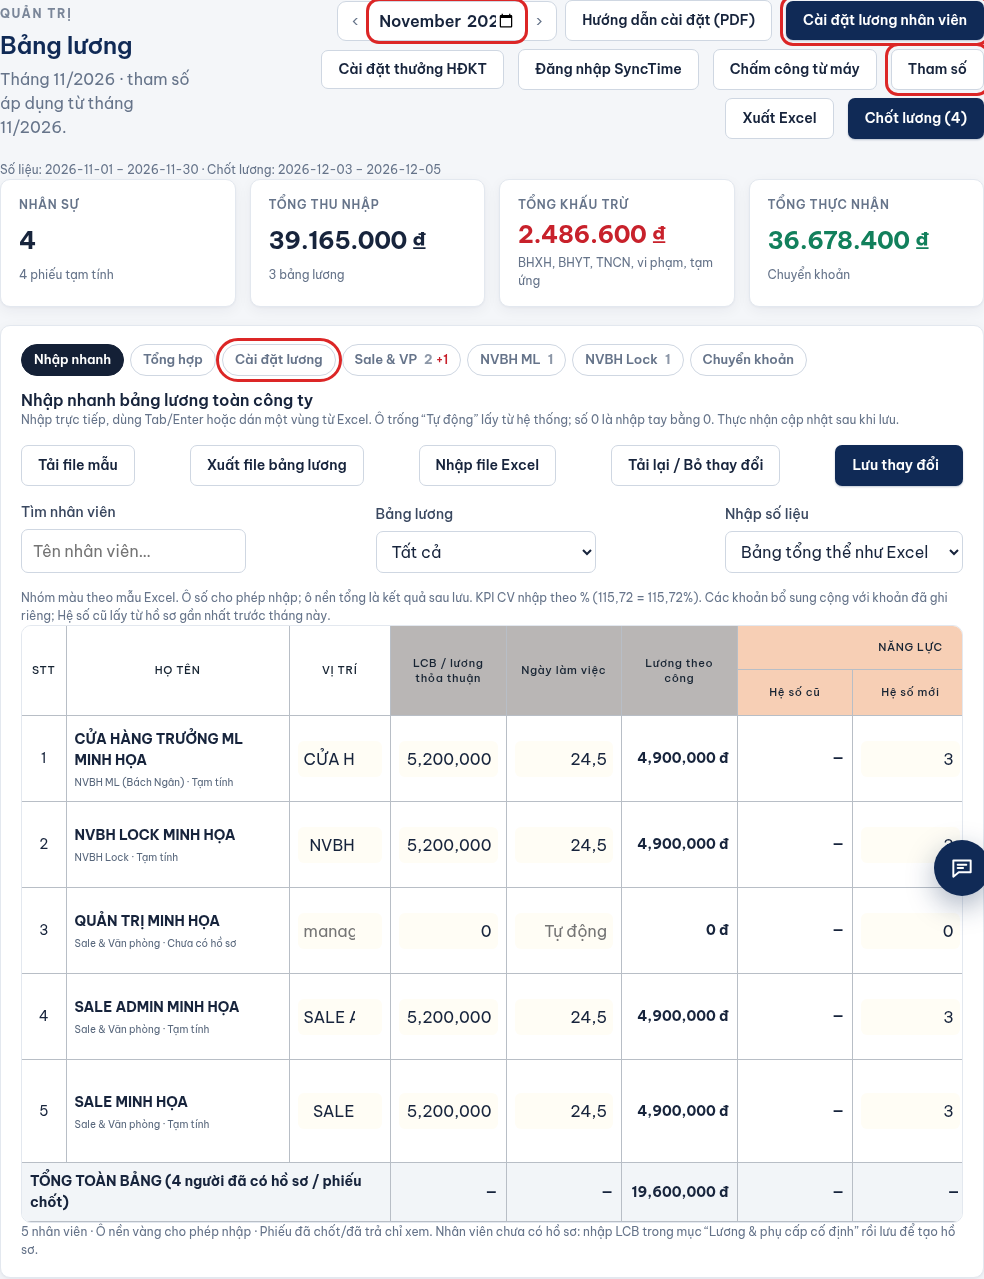 QUẢN TRỊ
Bảng lương
Tháng 11/2026 · tham số
áp dụng từ tháng
11/2026.
‹ November 202 ›
Hướng dẫn cài đặt (PDF)
Cài đặt lương nhân viên
Cài đặt thưởng HĐKT
Đăng nhập SyncTime
Chấm công từ máy
Tham số
Xuất Excel
Chốt lương (4)
Số liệu: 2026-11-01 – 2026-11-30 · Chốt lương: 2026-12-03 – 2026-12-05
NHÂN SỰ
4
4 phiếu tạm tính
TỔNG THU NHẬP
39.165.000 ₫
3 bảng lương
TỔNG KHẤU TRỪ
2.486.600 ₫
BHXH, BHYT, TNCN, vi phạm, tạm
ứng
TỔNG THỰC NHẬN
36.678.400 ₫
Chuyển khoản
Nhập nhanh
Tổng hợp
Cài đặt lương
Sale & VP 2 +1
NVBH ML 1
NVBH Lock 1
Chuyển khoản
Nhập nhanh bảng lương toàn công ty
Nhập trực tiếp, dùng Tab/Enter hoặc dán một vùng từ Excel. Ô trống “Tự động” lấy từ hệ thống; số 0 là nhập tay bằng 0. Thực nhận cập nhật sau khi lưu.
Tải file mẫu
Xuất file bảng lương
Nhập file Excel
Tải lại / Bỏ thay đổi
Lưu thay đổi
Tìm nhân viên
Bảng lương
Nhập số liệu
Tên nhân viên...
Tất cả
Bảng tổng thể như Excel
Nhóm màu theo mẫu Excel. Ô số cho phép nhập; ô nền tổng là kết quả sau lưu. KPI CV nhập theo % (115,72 = 115,72%). Các khoản bổ sung cộng với khoản đã ghi
riêng; Hệ số cũ lấy từ hồ sơ gần nhất trước tháng này.
STT
HỌ TÊN
VỊ TRÍ
LCB / lương
thỏa thuận
Ngày làm việc
Lương theo
công
NĂNG LỰC
Hệ số cũ
Hệ số mới
1
CỬA HÀNG TRƯỞNG ML
MINH HỌA
NVBH ML (Bách Ngân) · Tạm tính
CỬA H
5,200,000
24,5
4,900,000 đ
–
3
2
NVBH LOCK MINH HỌA
NVBH Lock · Tạm tính
NVBH
5,200,000
24,5
4,900,000 đ
–
3
QUẢN TRỊ MINH HỌA
Sale & Văn phòng · Chưa có hồ sơ
manag
0
Tự động
0 đ
–
0
4
SALE ADMIN MINH HỌA
Sale & Văn phòng · Tạm tính
SALE A
5,200,000
24,5
4,900,000 đ
–
3
5
SALE MINH HỌA
Sale & Văn phòng · Tạm tính
SALE
5,200,000
24,5
4,900,000 đ
–
3
TỔNG TOÀN BẢNG (4 người đã có hồ sơ / phiếu
chốt)
–
–
19,600,000 đ
–
–
5 nhân viên · Ô nền vàng cho phép nhập · Phiếu đã chốt/đã trả chỉ xem. Nhân viên chưa có hồ sơ: nhập LCB trong mục “Lương & phụ cấp cố định” rồi lưu để tạo hồ
sơ.